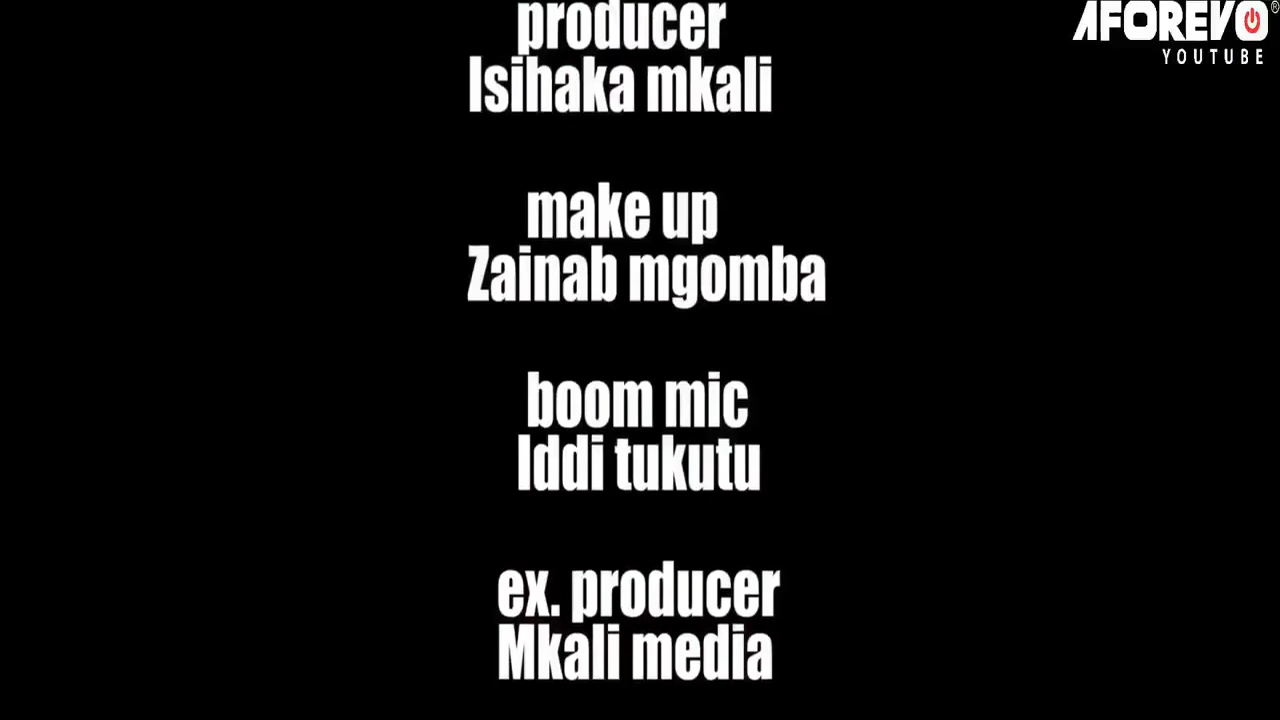 producer
Isihaka mkali
AFOREVO®
YOUTUBE
make up
Zainab mgomba
boom mic
Iddi tukutu
ex. producer
Mkali media